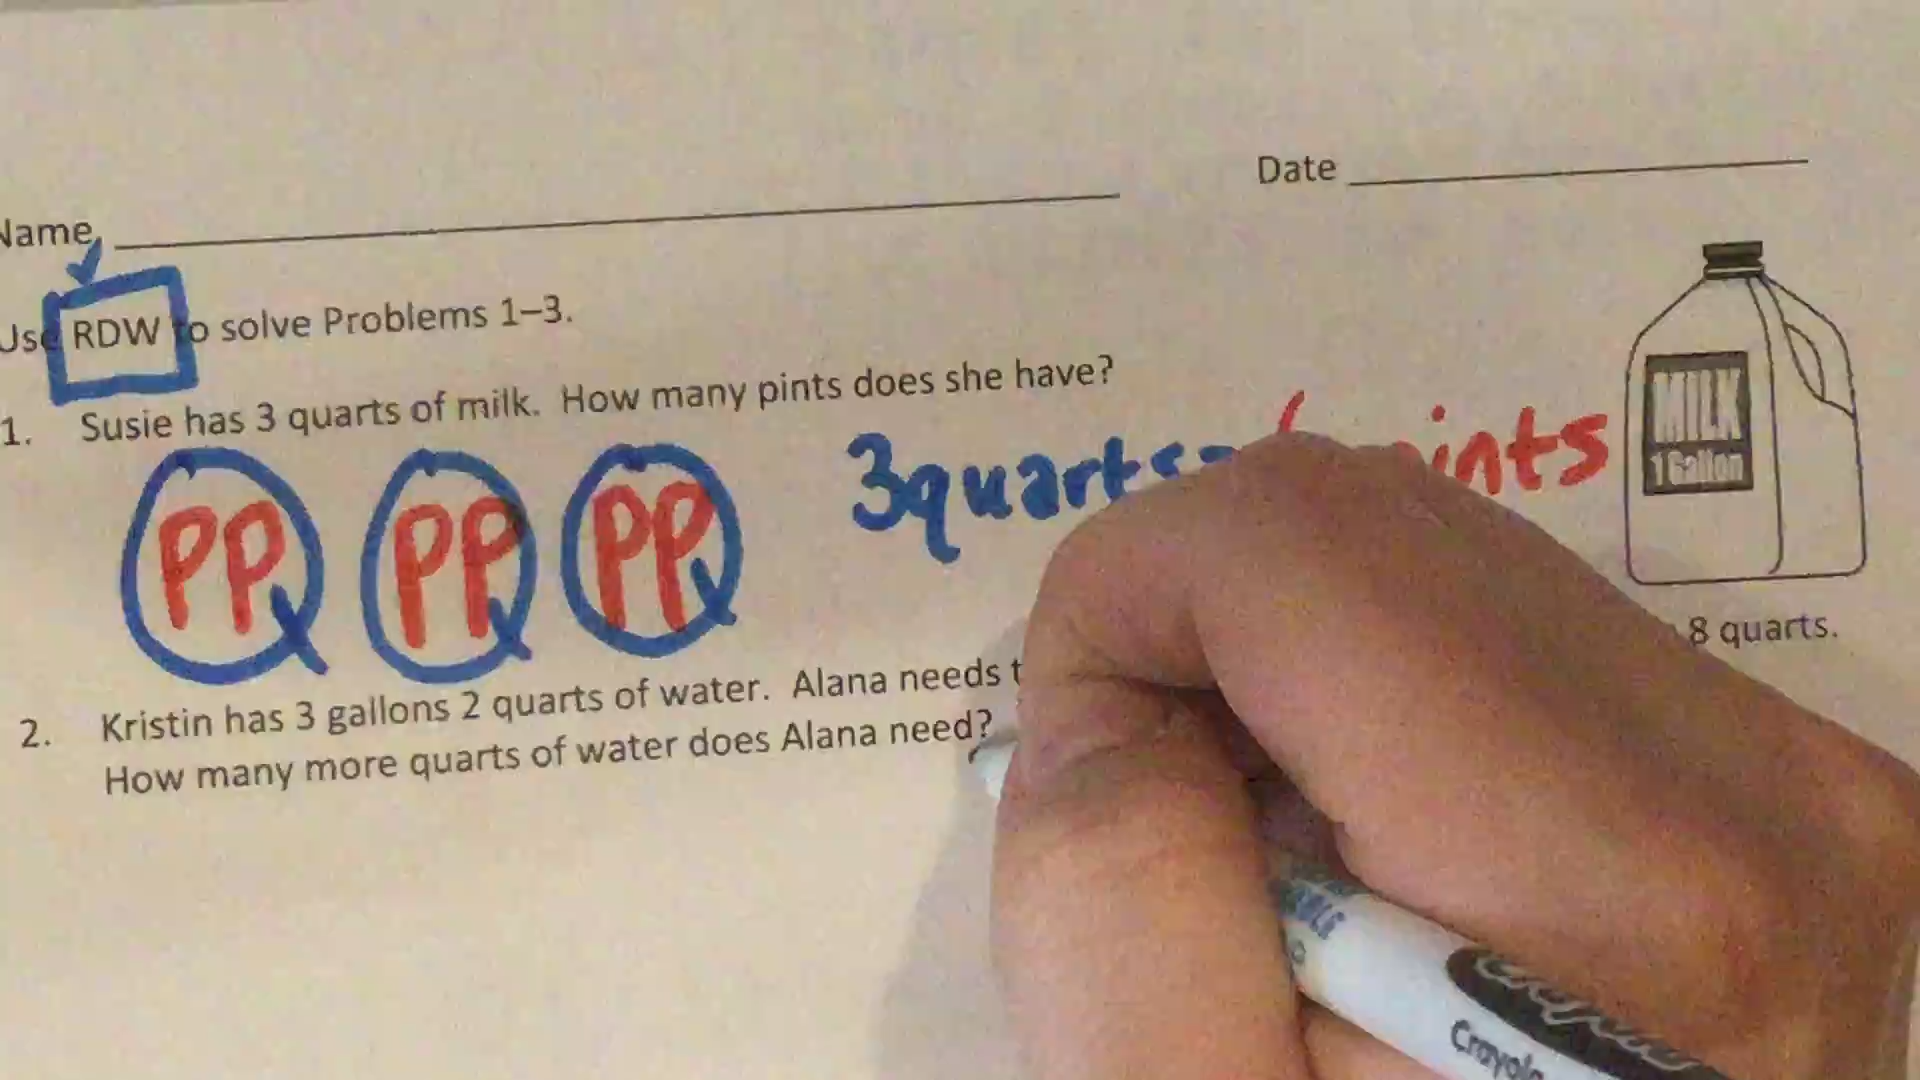 Date
Name
Use RDW to solve Problems 1–3.
1. Susie has 3 quarts of milk. How many pints does she have?
PP PP PP 3quarts=
MILK
1 Gallon
2. Kristin has 3 gallons 2 quarts of water. Alana needs 8 quarts.
How many more quarts of water does Alana need?
Crayola